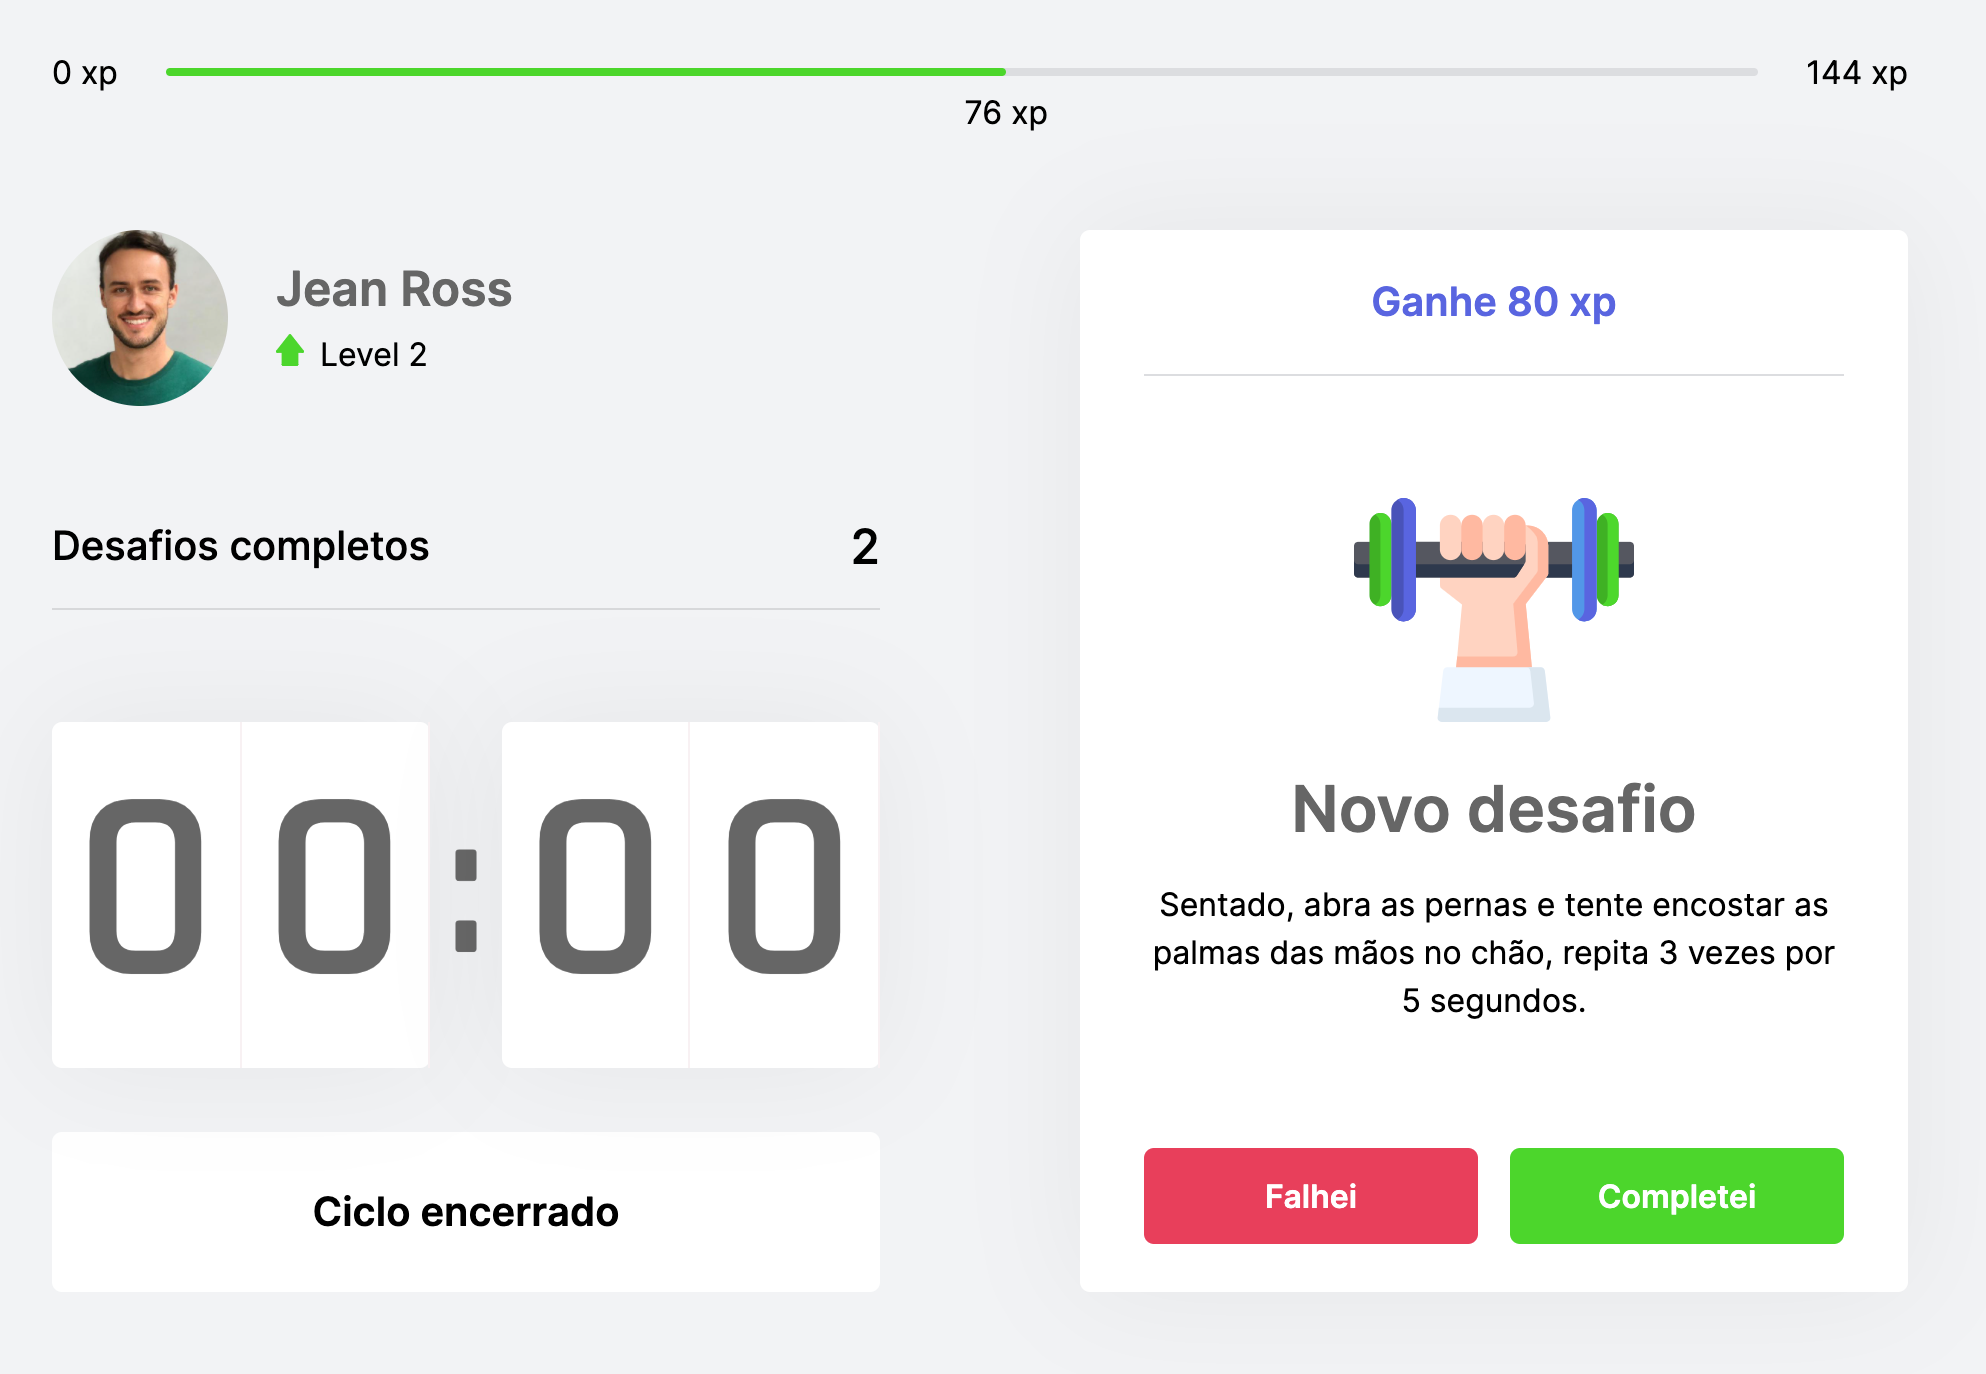 0 xp
144 xp
76 xp
Jean Ross
Level 2
Desafios completos
2
00:00
Ciclo encerrado
Ganhe 80 xp
Novo desafio
Sentado, abra as pernas e tente encostar as
palmas das mãos no chão, repita 3 vezes por
5 segundos.
Falhei
Completei